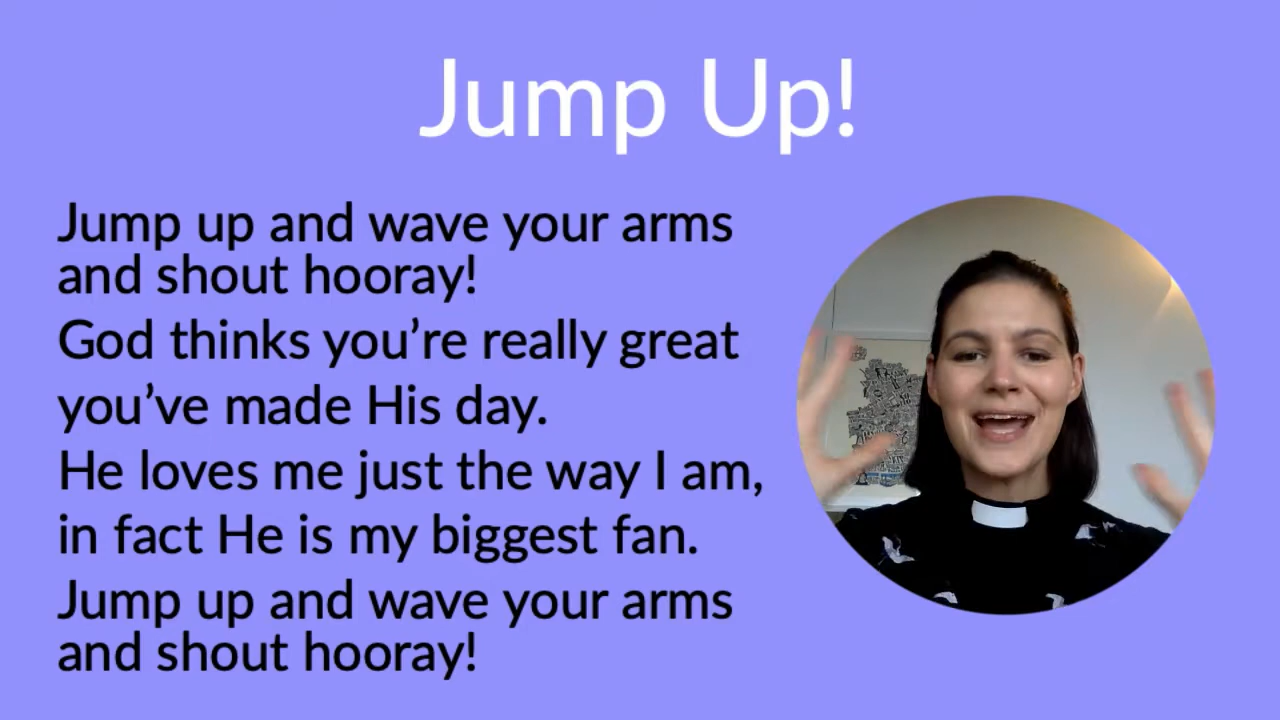 Jump Up!
Jump up and wave your arms
and shout hooray!
God thinks you’re really great
you’ve made His day.
He loves me just the way I am,
in fact He is my biggest fan.
Jump up and wave your arms
and shout hooray!